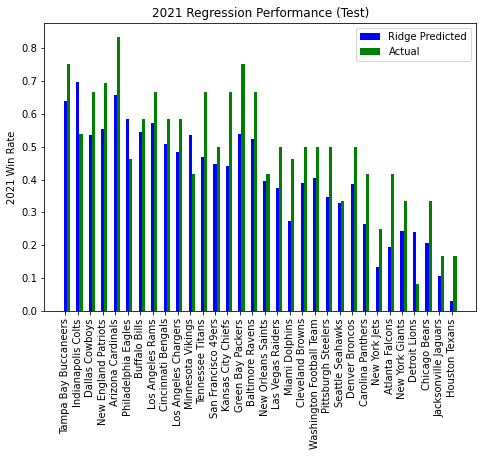 2021 Regression Performance (Test)
Ridge Predicted
Actual
2021 Win Rate
0.8
0.7
0.6
0.5
0.4
0.3
0.2
0.1
0.0
Tampa Bay Buccaneers
Indianapolis Colts
Dallas Cowboys
New England Patriots
Arizona Cardinals
Philadelphia Eagles
Buffalo Bills
Los Angeles Rams
Cincinnati Bengals
Los Angeles Chargers
Minnesota Vikings
Tennessee Titans
San Francisco 49ers
Kansas City Chiefs
Green Bay Packers
Baltimore Ravens
New Orleans Saints
Las Vegas Raiders
Miami Dolphins
Cleveland Browns
Washington Football Team
Pittsburgh Steelers
Seattle Seahawks
Denver Broncos
Carolina Panthers
New York Jets
Atlanta Falcons
New York Giants
Detroit Lions
Chicago Bears
Jacksonville Jaguars
Houston Texans